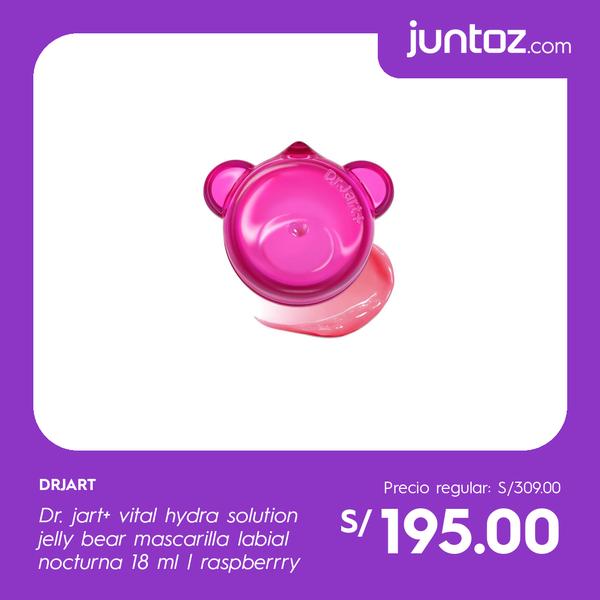 juntoz.com
Dr.Jart+
DRJART
Dr. jart+ vital hydra solution
jelly bear mascarilla labial
nocturna 18 ml | raspberrry
Precio regular: S/309.00
S/195.00